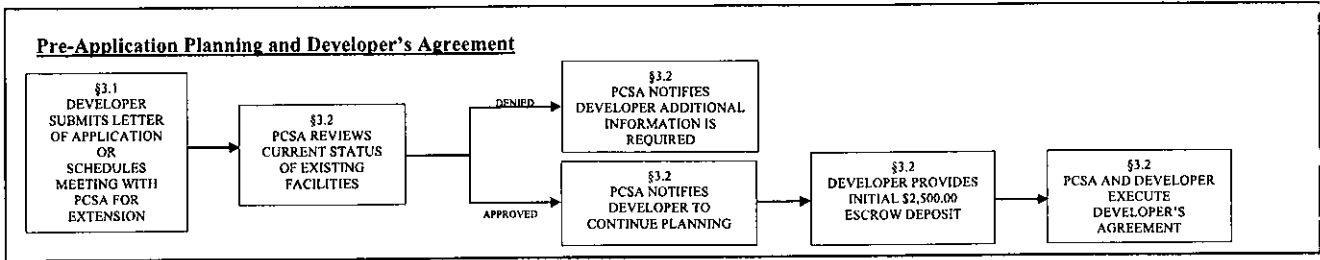 Pre-Application Planning and Developer's Agreement
§3.1
DEVELOPER
SUBMITS LETTER
OF APPLICATION
OR
SCHEDULES
MEETING WITH
PCSA FOR
EXTENSION
§3.2
PCSA REVIEWS
CURRENT STATUS
OF EXISTING
FACILITIES
DENIED
§3.2
PCSA NOTIFIES
DEVELOPER ADDITIONAL
INFORMATION IS
REQUIRED
APPROVED
§3.2
PCSA NOTIFIES
DEVELOPER TO
CONTINUE PLANNING
§3.2
DEVELOPER PROVIDES
INITIAL $2,500.00
ESCROW DEPOSIT
§3.2
PCSA AND DEVELOPER
EXECUTE
DEVELOPER'S
AGREEMENT